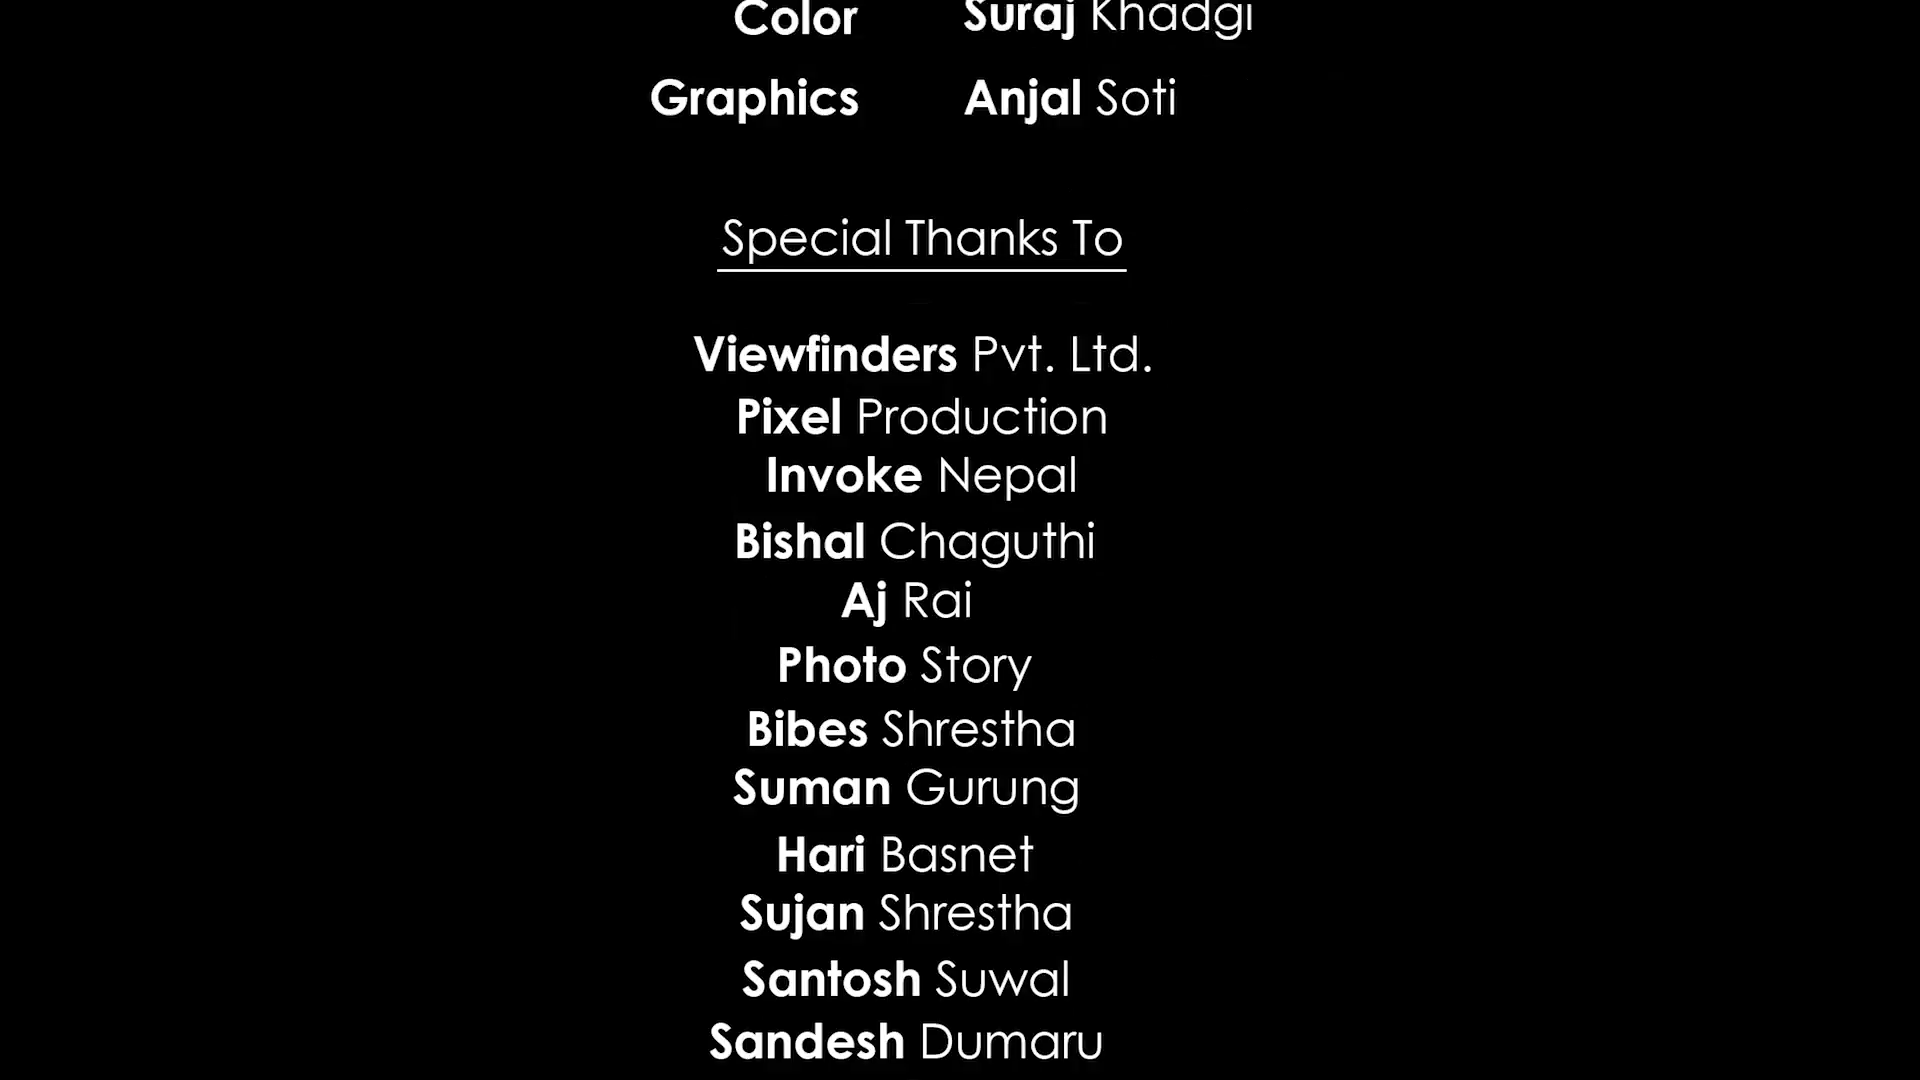 Color Suraj Khadgi
Graphics Anjal Soti
Special Thanks To
Viewfinders Pvt. Ltd.
Pixel Production
Invoke Nepal
Bishal Chaguthi
Aj Rai
Photo Story
Bibes Shrestha
Suman Gurung
Hari Basnet
Sujan Shrestha
Santosh Suwal
Sandesh Dumaru